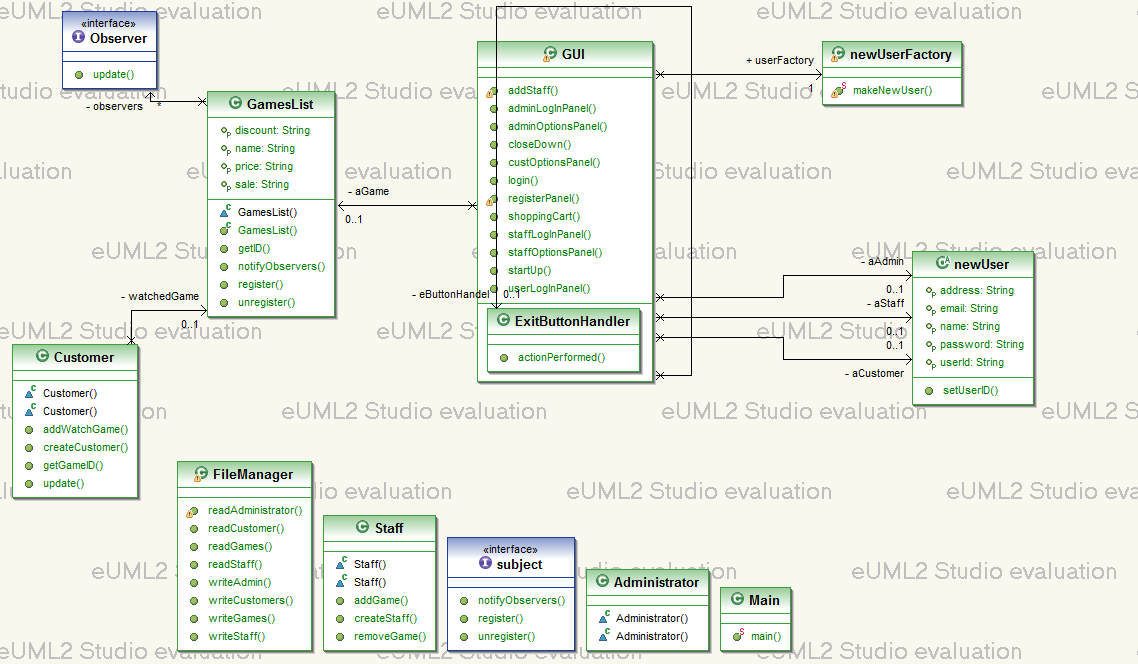 eUML2 Studio evaluation
«interface»
Observer
update()
- observers
*
GamesList
discount: String
name: String
price: String
sale: String
GamesList()
GamesList()
getID()
notifyObservers()
register()
unregister()
- watchedGame
0..1
Customer
Customer()
Customer()
addWatchGame()
createCustomer()
getGameID()
update()
- aGame
0..1
GUI
addStaff()
adminLogInPanel()
adminOptionsPanel()
closeDown()
custOptionsPanel()
login()
registerPanel()
shoppingCart()
staffLogInPanel()
staffOptionsPanel()
startUp()
userLogInPanel()
- eButtonHandel
0..1
ExitButtonHandler
actionPerformed()
+ userFactory
1
newUserFactory
makeNewUser()
- aAdmin
0..1
- aStaff
0..1
0..1
- aCustomer
newUser
address: String
email: String
name: String
password: String
userId: String
setUserID()
FileManager
readAdministrator()
readCustomer()
readGames()
readStaff()
writeAdmin()
writeCustomers()
writeGames()
writeStaff()
Staff
Staff()
Staff()
addGame()
createStaff()
removeGame()
«interface»
subject
notifyObservers()
register()
unregister()
Administrator
Administrator()
Administrator()
Main
main()